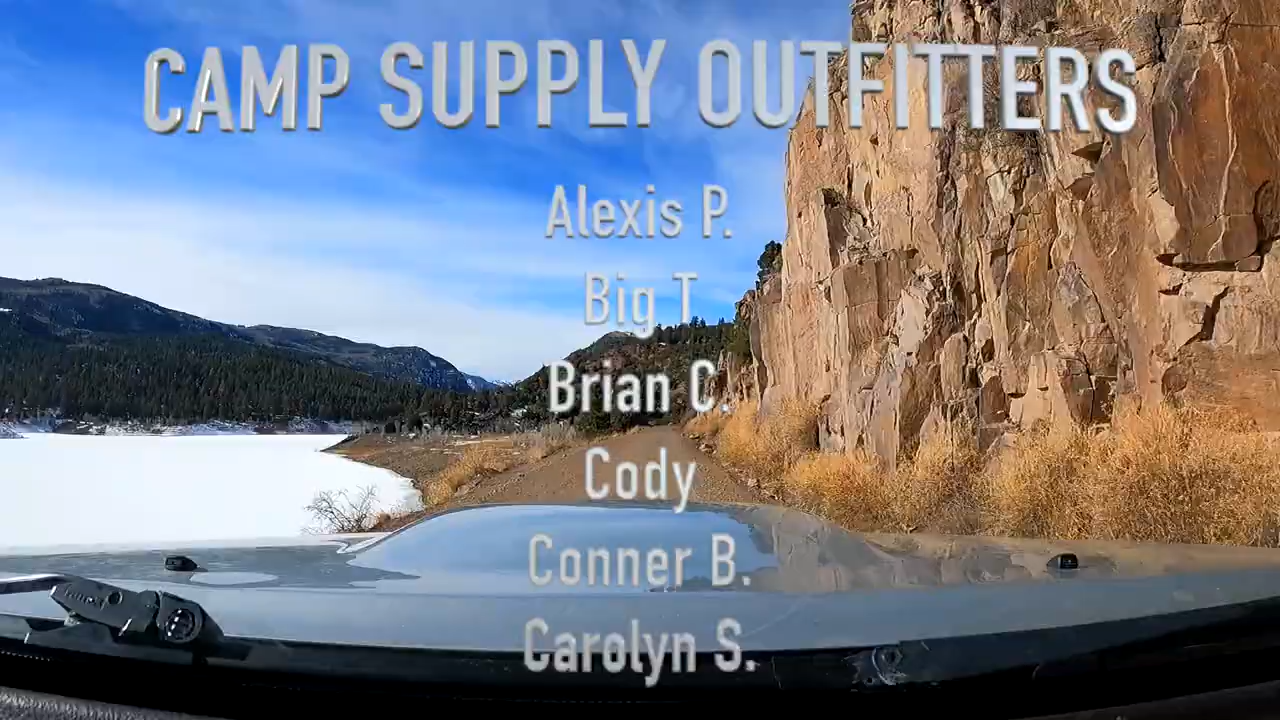 CAMP SUPPLY OUTFITTERS
Alexis P.
Big T
Brian C.
Cody
Conner B.
Carolyn S.